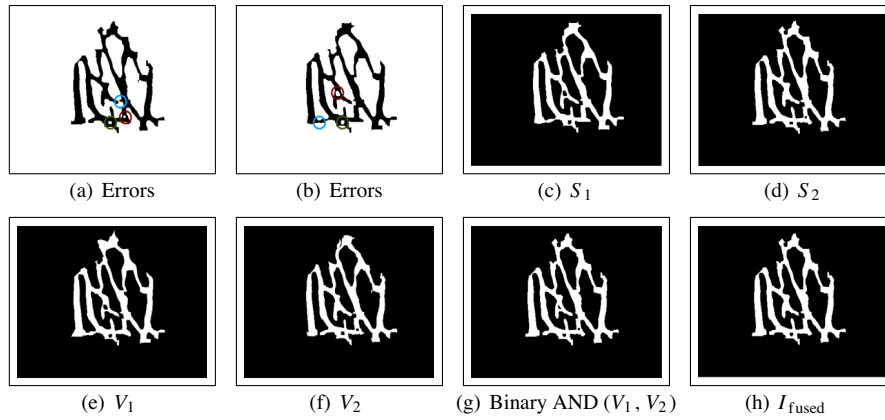 (a) Errors (b) Errors (c) S1 (d) S2
(e) V1 (f) V2 (g) Binary AND (V1, V2) (h) Ifused